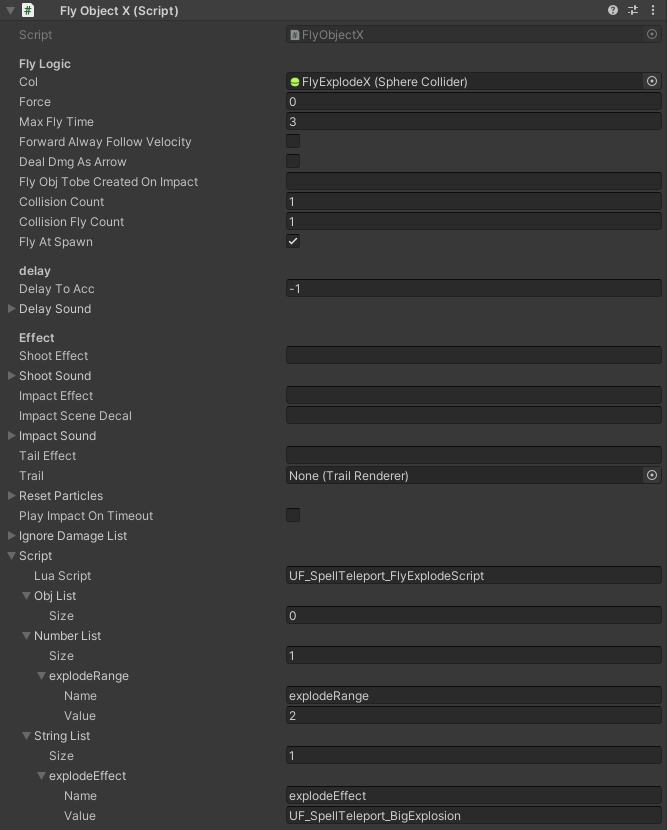 Fly Object X (Script)
Script FlyObjectX
Fly Logic
Col FlyExplodeX (Sphere Collider)
Force 0
Max Fly Time 3
Forward Alway Follow Velocity
Deal Dmg As Arrow
Fly Obj Tobe Created On Impact
Collision Count 1
Collision Fly Count 1
Fly At Spawn
delay
Delay To Acc -1
Delay Sound
Effect
Shoot Effect
Shoot Sound
Impact Effect
Impact Scene Decal
Impact Sound
Tail Effect
Trail None (Trail Renderer)
Reset Particles
Play Impact On Timeout
Ignore Damage List
Script
Lua Script UF_SpellTeleport_FlyExplodeScript
Obj List
Size 0
Number List
Size 1
explodeRange
Name explodeRange
Value 2
String List
Size 1
explodeEffect
Name explodeEffect
Value UF_SpellTeleport_BigExplosion